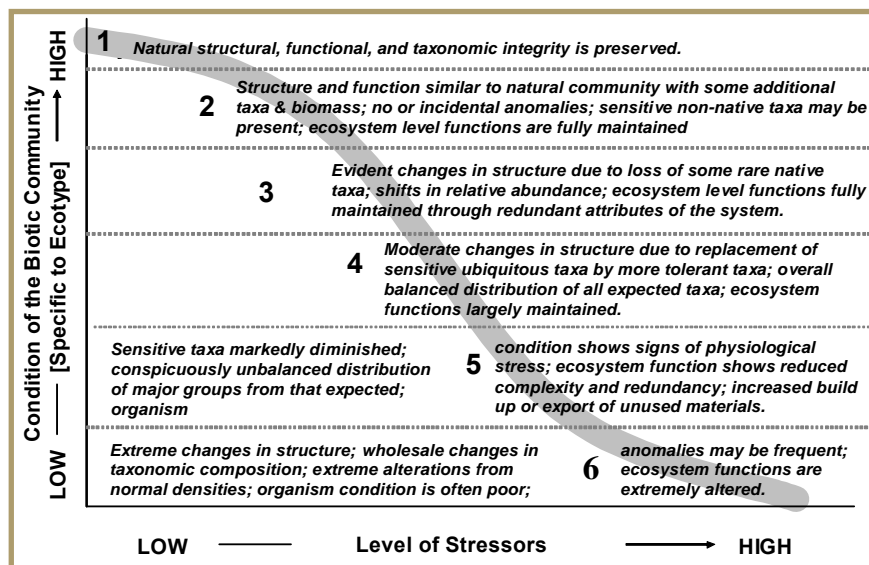 1 Natural structural, functional, and taxonomic integrity is preserved.
2 Structure and function similar to natural community with some additional
taxa & biomass; no or incidental anomalies; sensitive non-native taxa may be
present; ecosystem level functions are fully maintained
3 Evident changes in structure due to loss of some rare native
taxa; shifts in relative abundance; ecosystem level functions fully
maintained through redundant attributes of the system.
4 Moderate changes in structure due to replacement of
sensitive ubiquitous taxa by more tolerant taxa; overall
balanced distribution of all expected taxa; ecosystem
functions largely maintained.
Sensitive taxa markedly diminished;
conspicuously unbalanced distribution
of major groups from that expected;
organism
5 condition shows signs of physiological
stress; ecosystem function shows reduced
complexity and redundancy; increased build
up or export of unused materials.
Extreme changes in structure; wholesale changes in
taxonomic composition; extreme alterations from
normal densities; organism condition is often poor;
6 anomalies may be frequent;
ecosystem functions are
extremely altered.
Condition of the Biotic Community
LOW [Specific to Ecotype] HIGH
LOW Level of Stressors HIGH